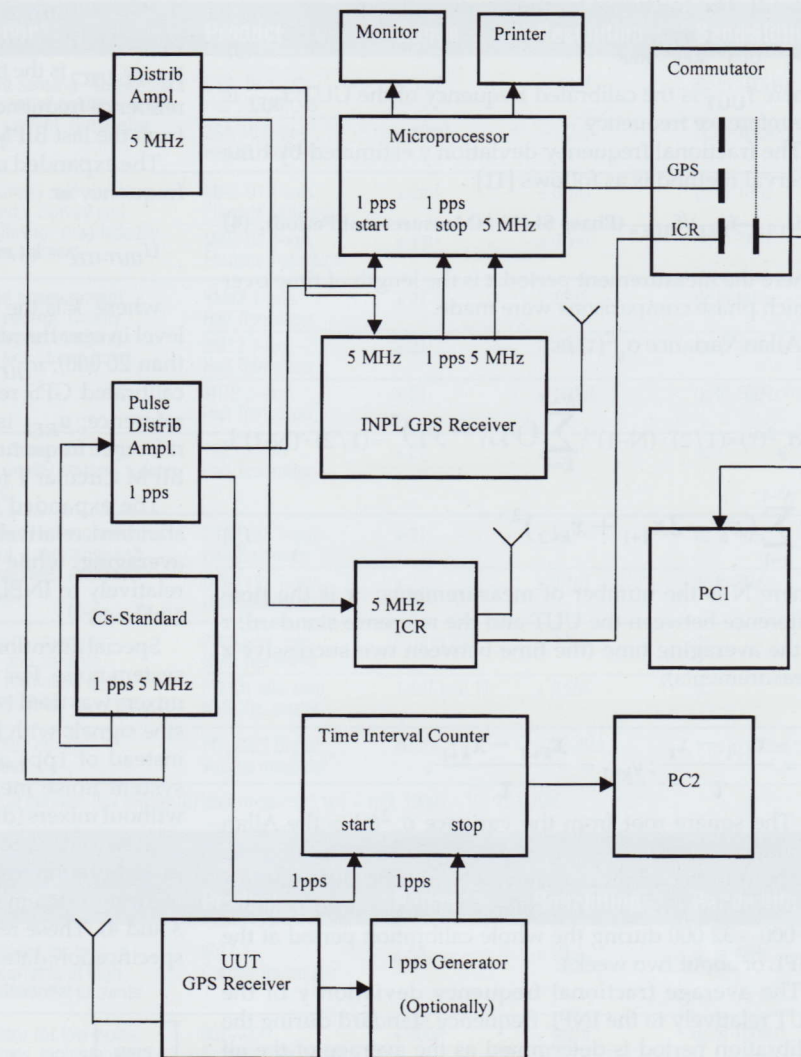 Monitor
Printer
Commutator
Distrib
Ampl.
5 MHz
Microprocessor
1 pps
start
1 pps
stop
5 MHz
GPS
ICR
5 MHz
1 pps
5 MHz
INPL GPS Receiver
Pulse
Distrib
Ampl.
1 pps
Cs-Standard
1 pps
5 MHz
5 MHz
ICR
PC1
Time Interval Counter
start
stop
PC2
1pps
1pps
UUT
GPS Receiver
1 pps Generator
(Optionally)